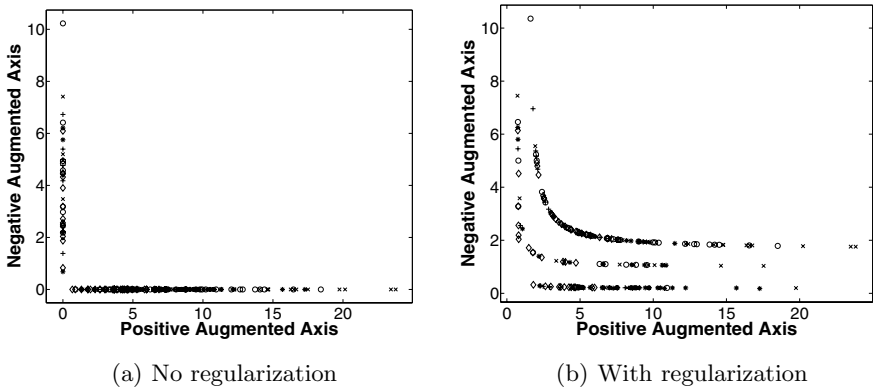 10
8
6
4
2
0
Negative Augmented Axis
0 5 10 15 20
Positive Augmented Axis
(a) No regularization
10
8
6
4
2
0
Negative Augmented Axis
0 5 10 15 20
Positive Augmented Axis
(b) With regularization